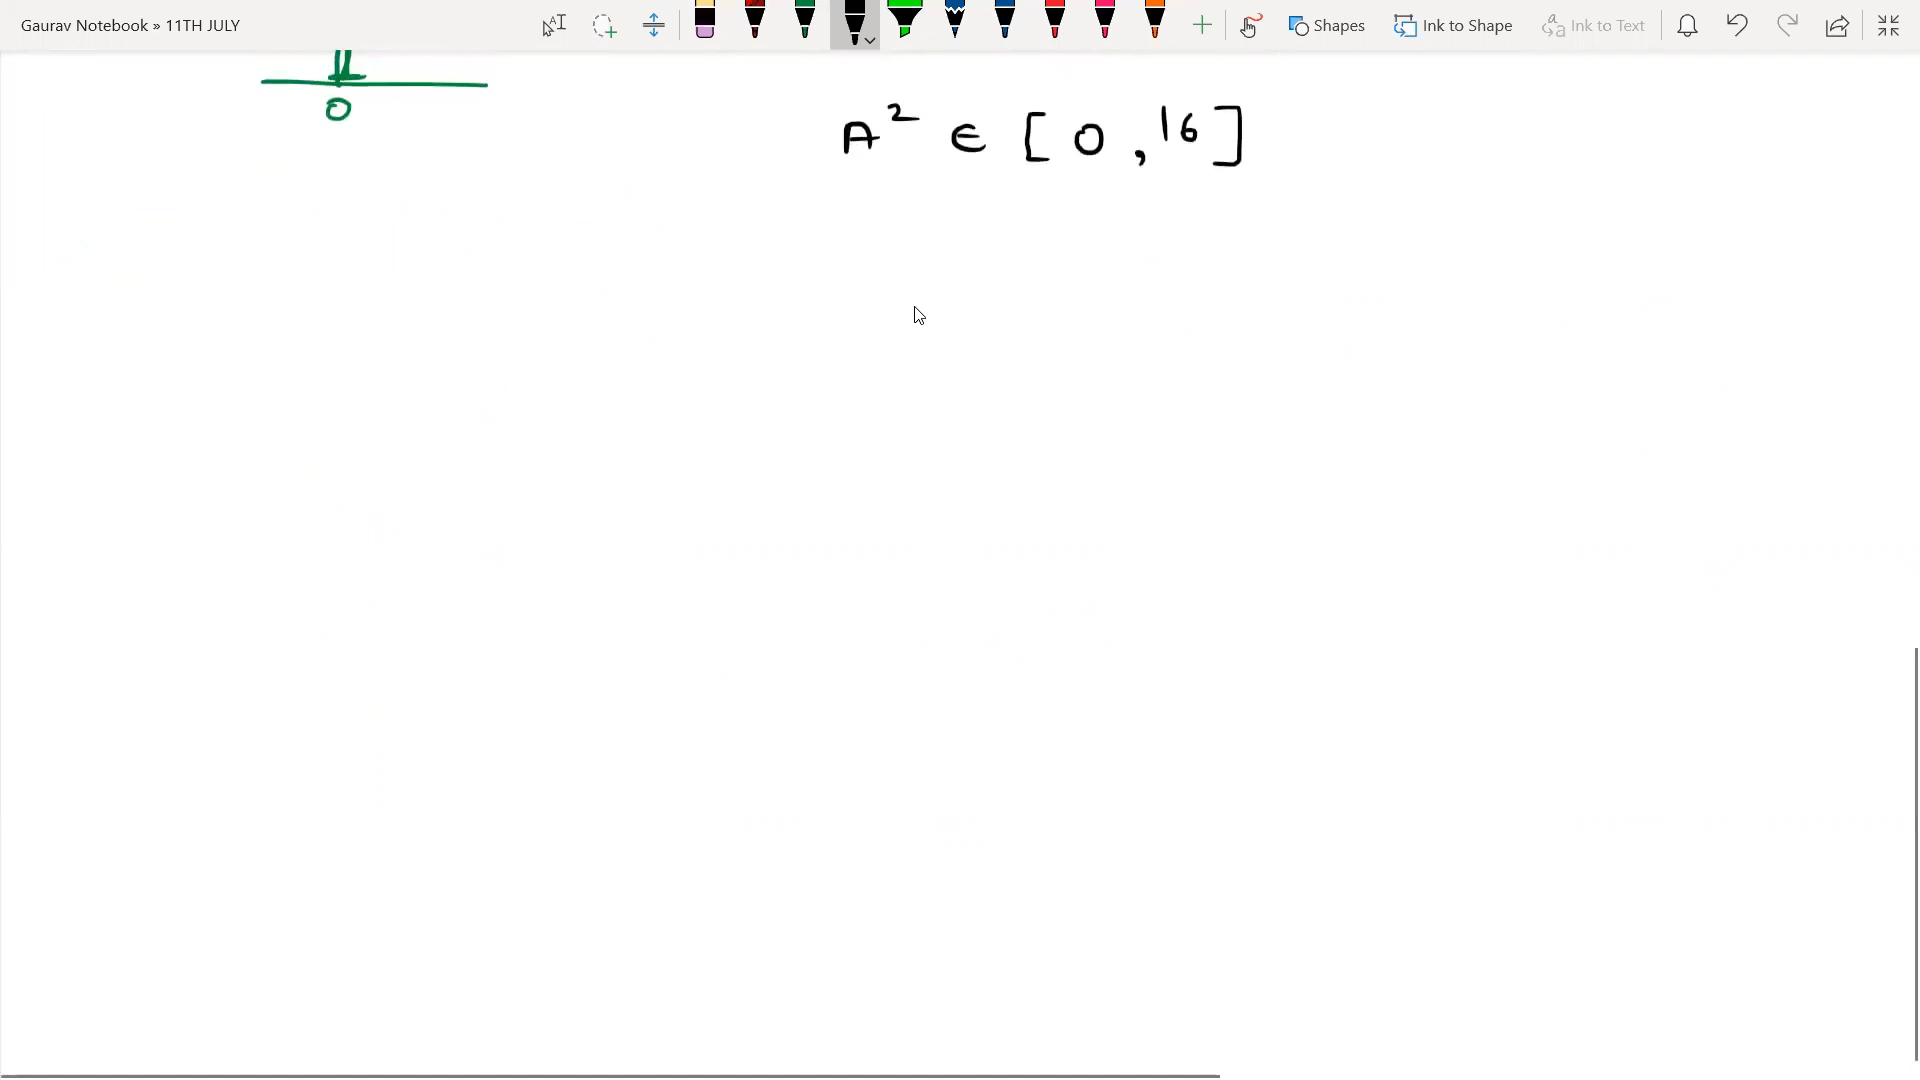 Gaurav Notebook » 11TH JULY
Shapes
Ink to Shape
Ink to Text
0
A² ∈ [ 0 , 16 ]